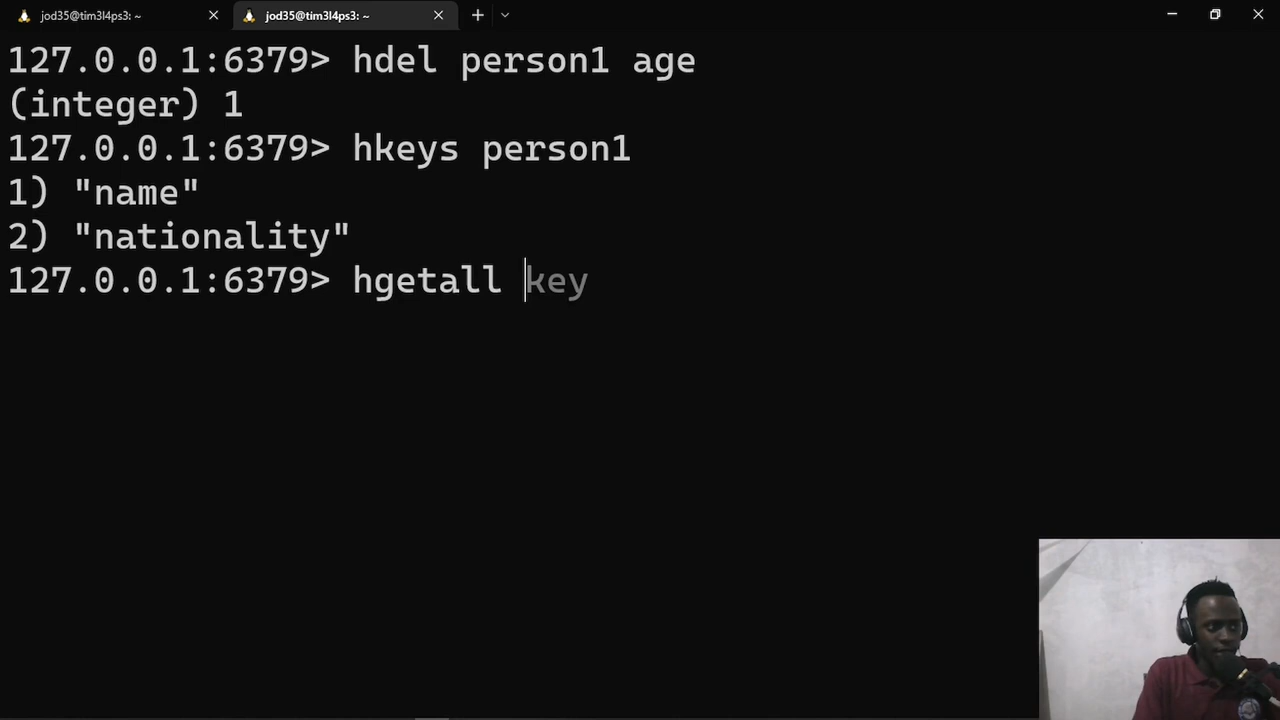 jod35@tim3l4ps3: ~
jod35@tim3l4ps3: ~
127.0.0.1:6379> hdel person1 age
(integer) 1
127.0.0.1:6379> hkeys person1
1) "name"
2) "nationality"
127.0.0.1:6379> hgetall key